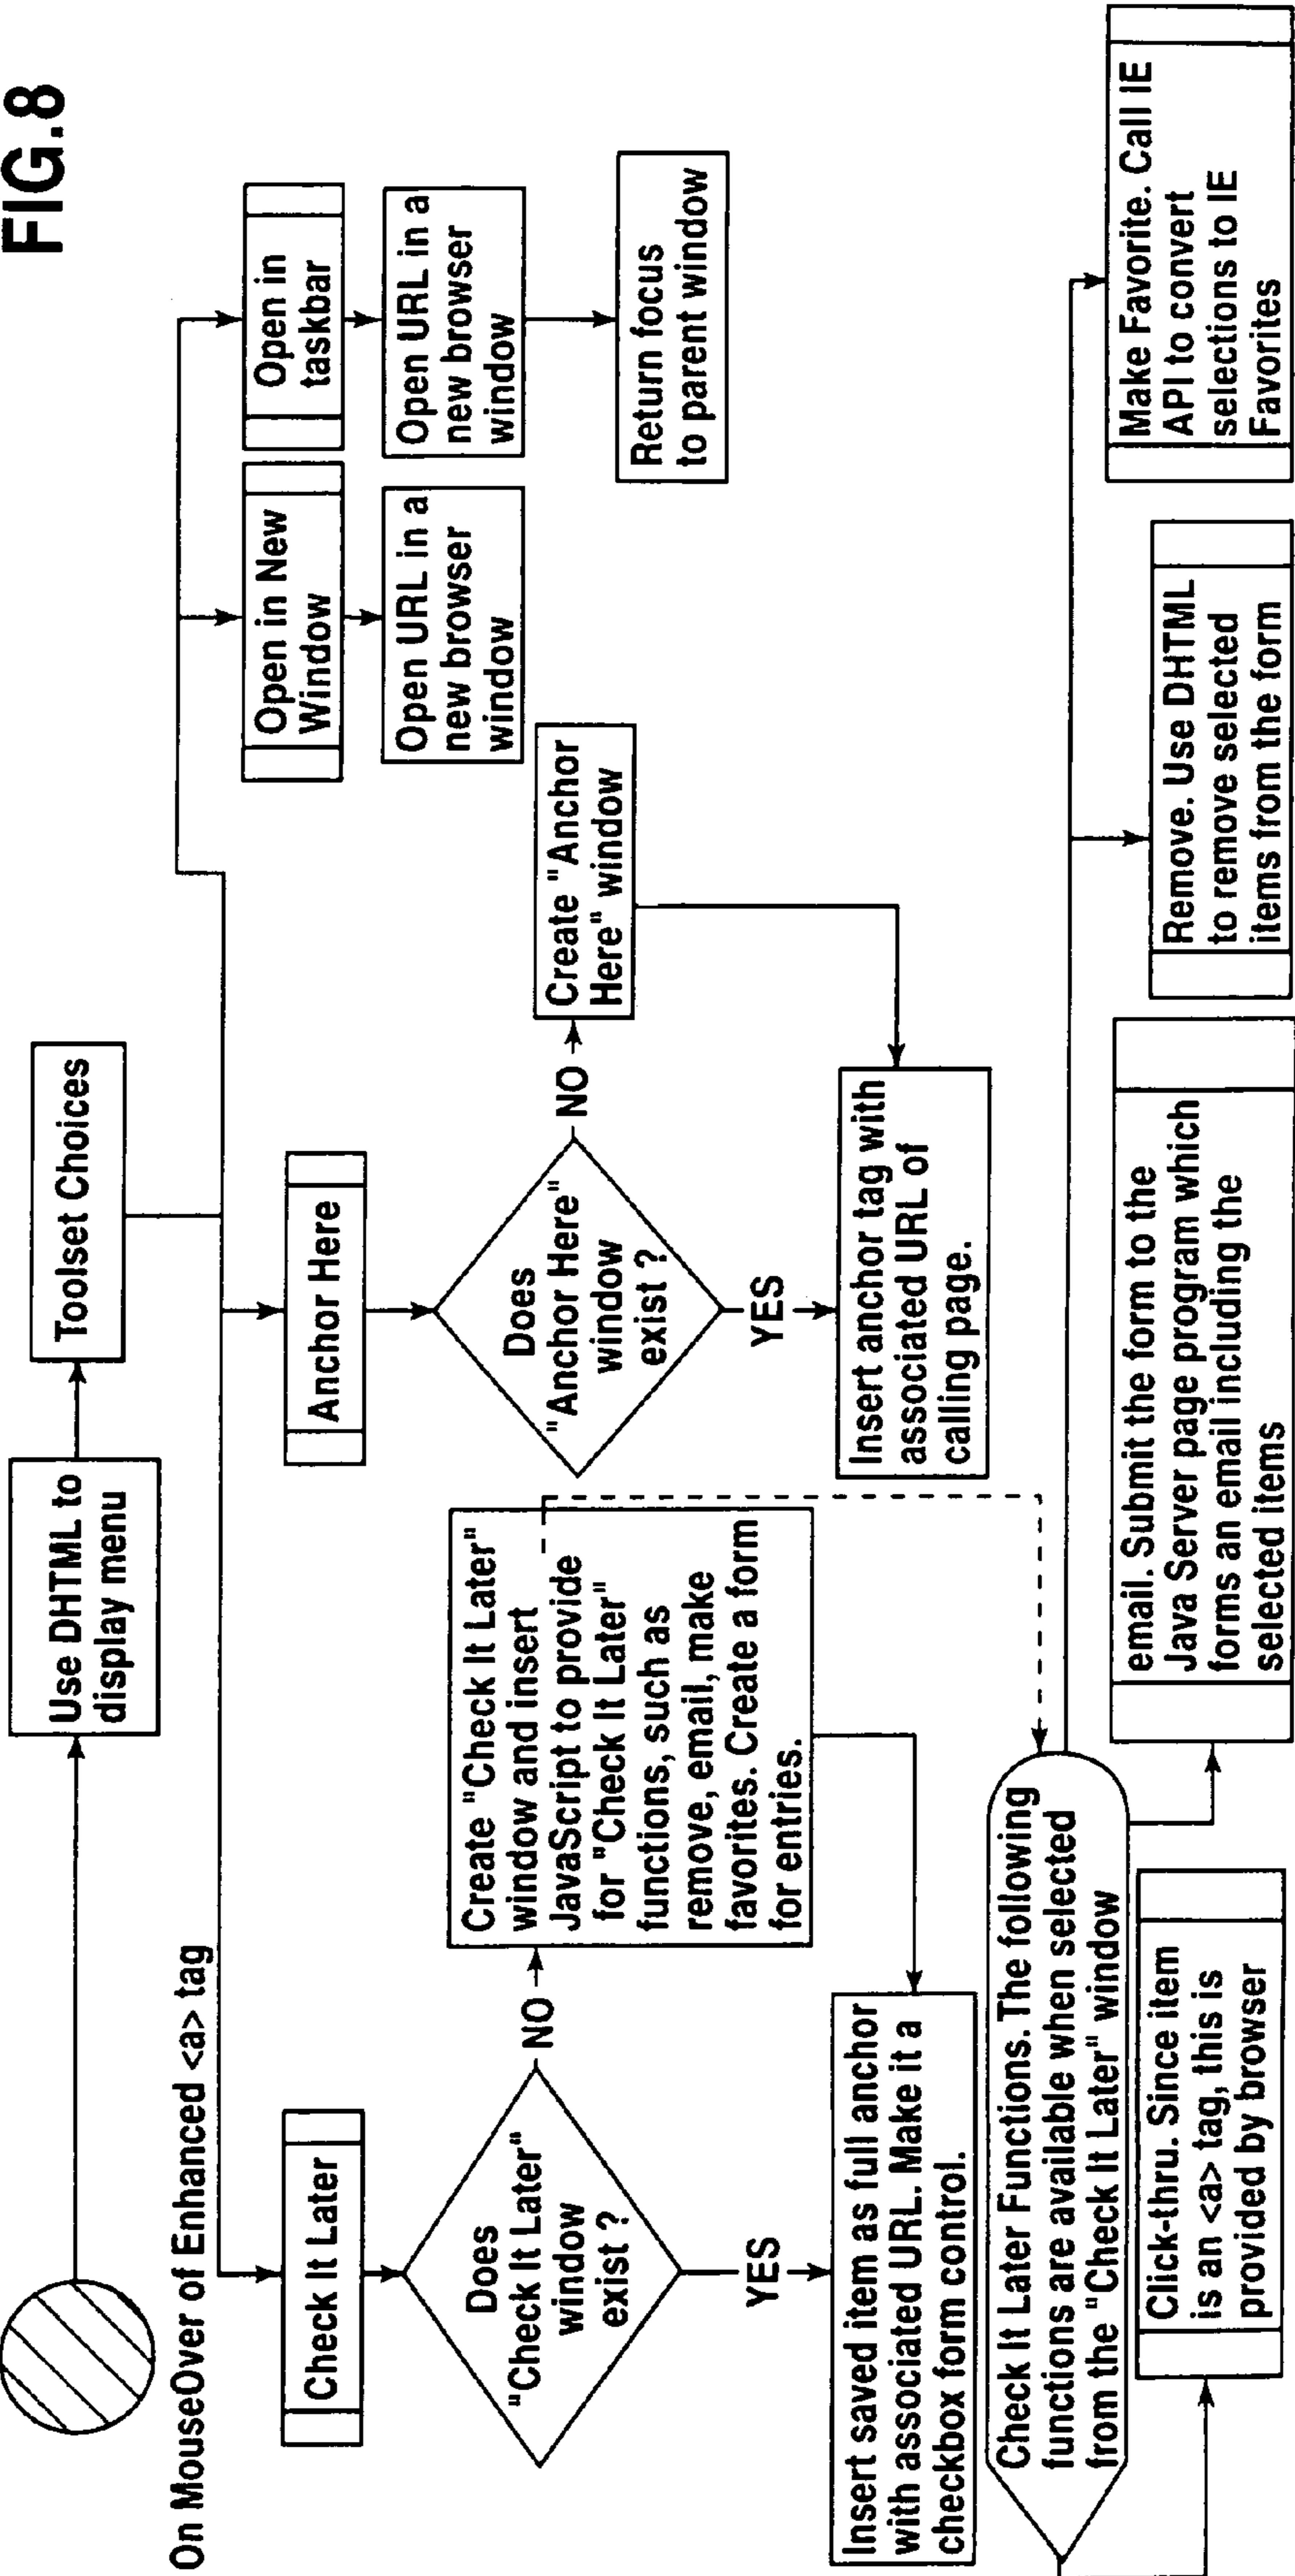 FIG.8
Use DHTML to
display menu
Toolset Choices
On MouseOver of Enhanced <a> tag
Check It Later
Anchor Here
Open in New
Window
Open in
taskbar
Does
"Check It Later"
window
exist ?
NO
YES
Create "Check It Later"
window and insert
JavaScript to provide
for "Check It Later"
functions, such as
remove, email, make
favorites. Create a form
for entries.
Insert saved item as full anchor
with associated URL. Make it a
checkbox form control.
Does
"Anchor Here"
window
exist ?
NO
YES
Create "Anchor
Here" window
Insert anchor tag with
associated URL of
calling page.
Open URL in a
new browser
window
Open URL in a
new browser
window
Return focus
to parent window
Check It Later Functions. The following
functions are available when selected
from the "Check It Later" window
Click-thru. Since item
is an <a> tag, this is
provided by browser
email. Submit the form to the
Java Server page program which
forms an email including the
selected items
Remove. Use DHTML
to remove selected
items from the form
Make Favorite. Call IE
API to convert
selections to IE
Favorites